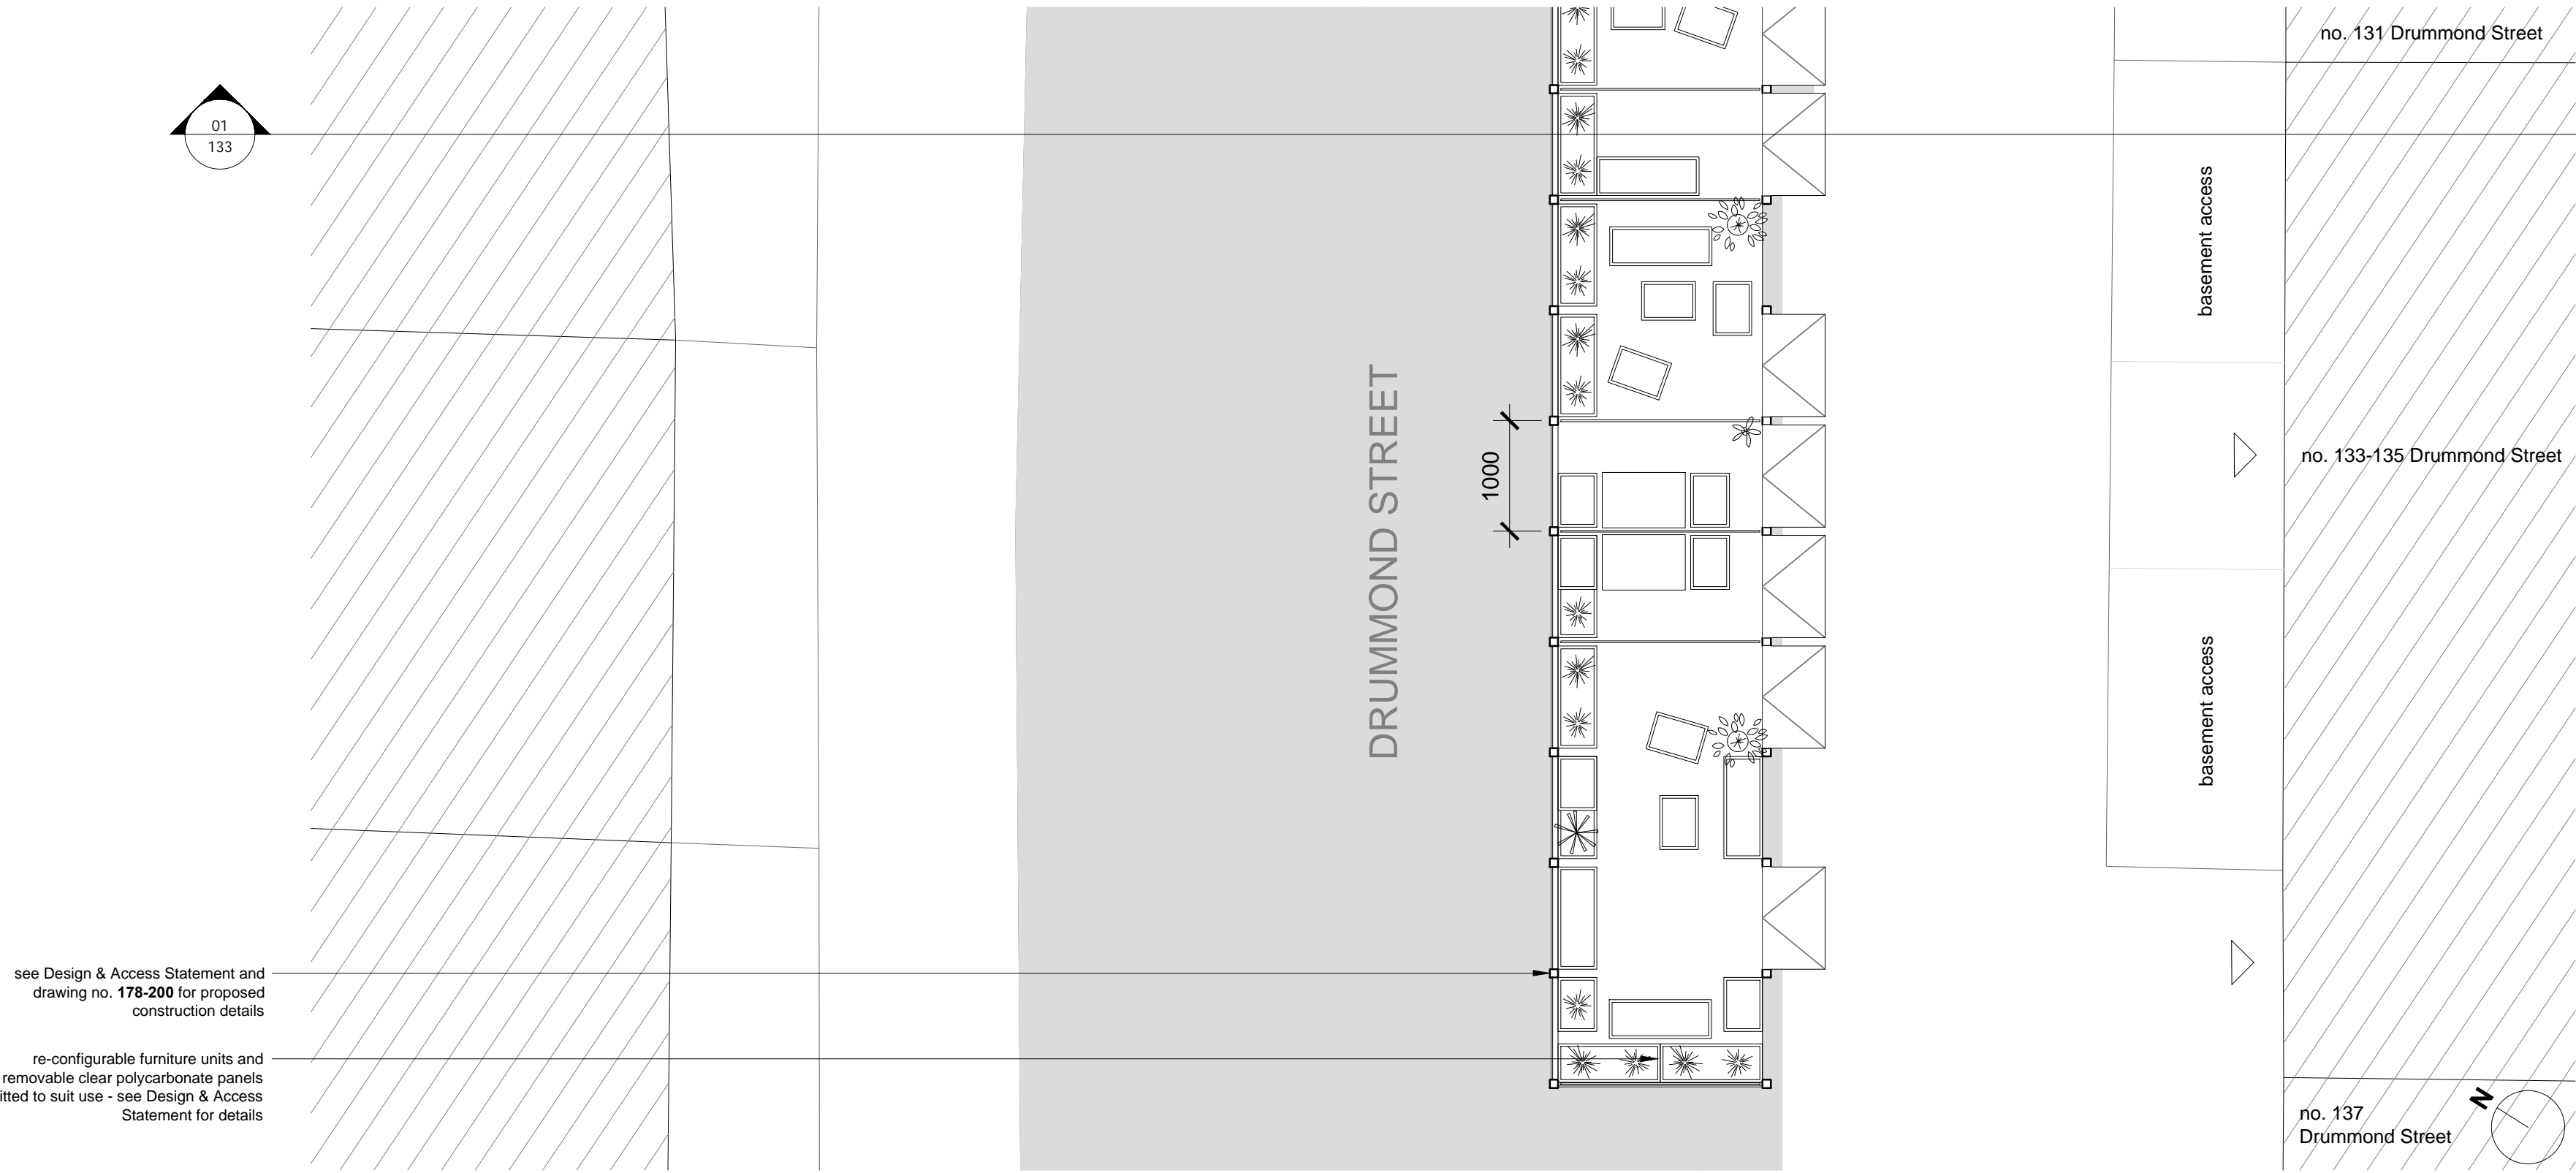 no. 131 Drummond Street
01
133
basement access
DRUMMOND STREET
1000
no. 133-135 Drummond Street
basement access
see Design & Access Statement and
drawing no. 178-200 for proposed
construction details
re-configurable furniture units and
removable clear polycarbonate panels
itted to suit use - see Design & Access
Statement for details
N
no. 137
Drummond Street